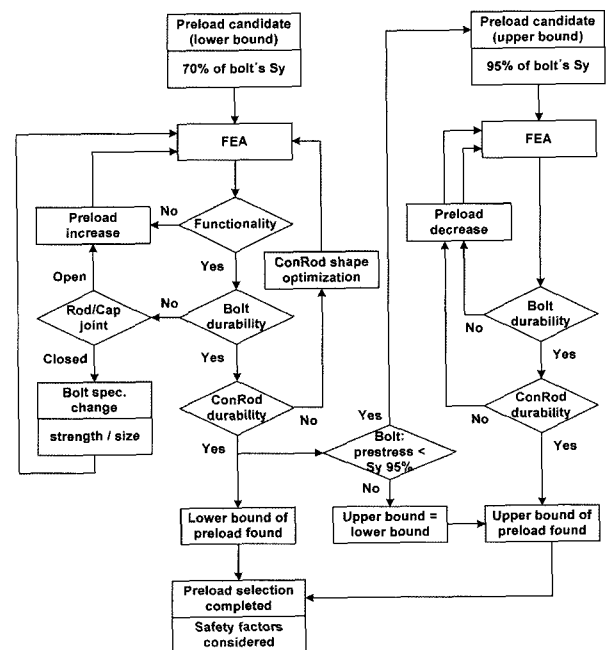 Preload candidate
(lower bound)
70% of bolt´s Sy
FEA
Functionality
No
Yes
Preload
increase
Open
Rod/Cap
joint
No
Closed
Bolt spec.
change
strength / size
Bolt
durability
Yes
ConRod shape
optimization
ConRod
durability
No
Yes
Lower bound of
preload found
Preload selection
completed
Safety factors
considered
Bolt:
prestress <
Sy 95%
Yes
No
Upper bound =
lower bound
Preload candidate
(upper bound)
95% of bolt´s Sy
FEA
Preload
decrease
Bolt
durability
No
Yes
ConRod
durability
No
Yes
Upper bound of
preload found